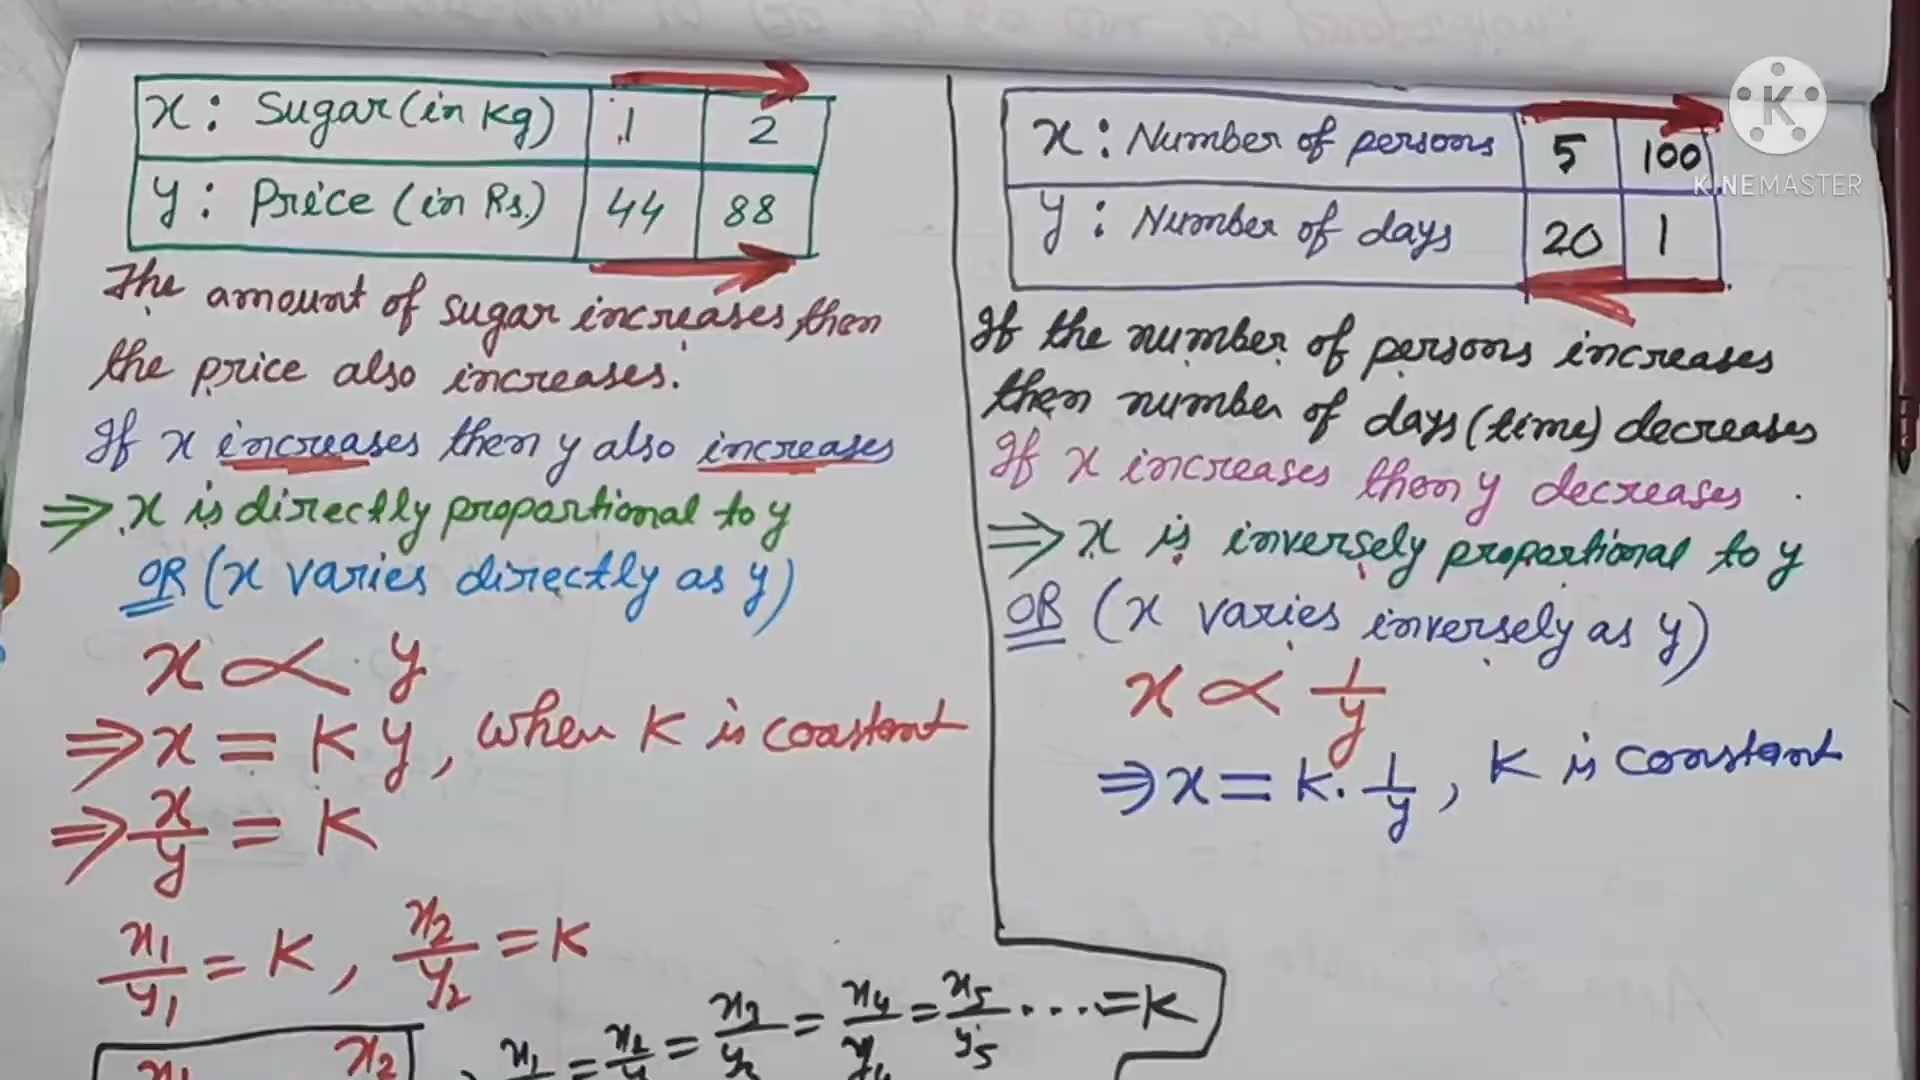 x : Sugar (in Kg) 1 2
y : Price (in Rs.) 44 88
The amount of sugar increases, then
the price also increases.
If x increases then y also increases
⇒ x is directly proportional to y
OR (x varies directly as y)
x ∝ y
⇒ x = K y, when K is constant
⇒ x/y = K
x1/y1 = K, x2/y2 = K
x1 x2
= = x3/y3 = x4/y4 = x5/y5 .... = K
x : Number of persons 5 100
y : Number of days 20 1
If the number of persons increases
then number of days (time) decreases
If x increases then y decreases
⇒ x is inversely proportional to y
OR (x varies inversely as y)
x ∝ 1/y
⇒ x = K · 1/y, K is constant
K
KINEMASTER